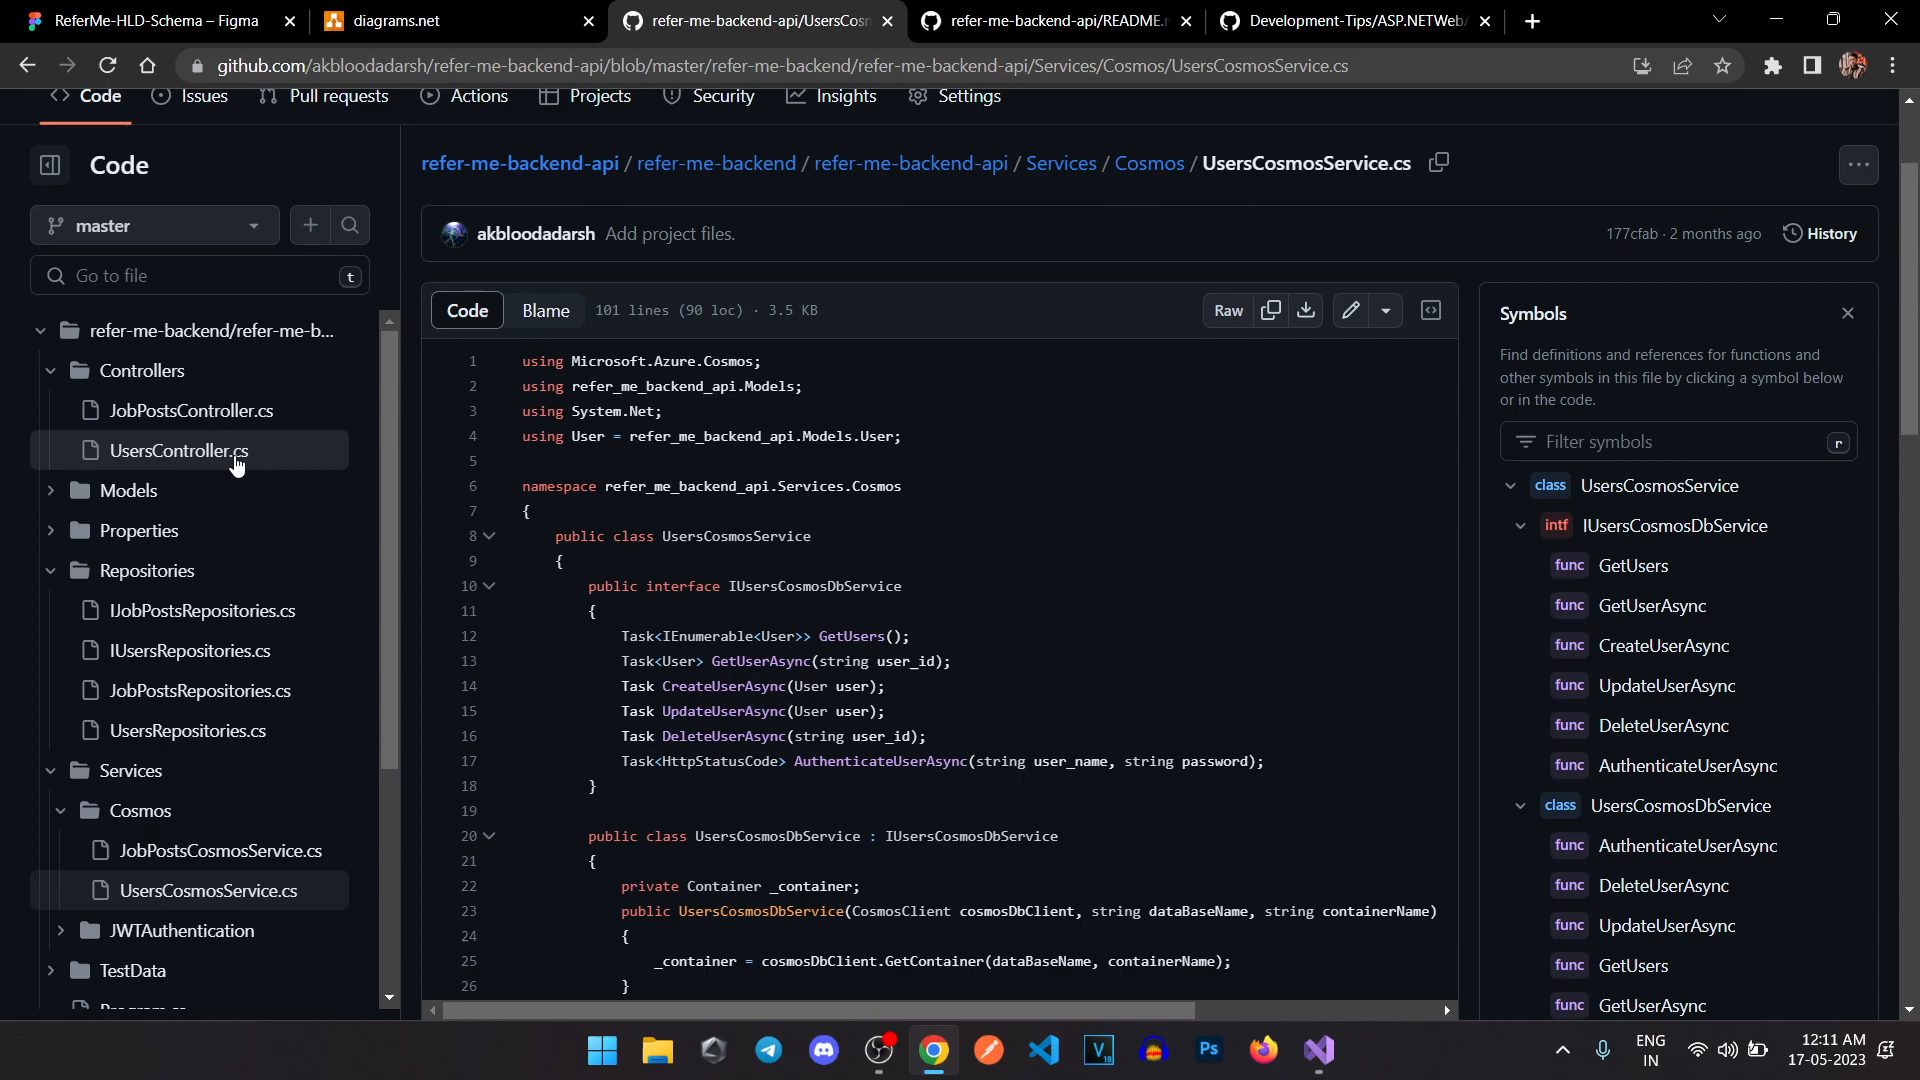 ReferMe-HLD-Schema – Figma
diagrams.net
refer-me-backend-api/UsersCosm
refer-me-backend-api/README.m
Development-Tips/ASP.NETWebA
github.com/akbloodadarsh/refer-me-backend-api/blob/master/refer-me-backend/refer-me-backend-api/Services/Cosmos/UsersCosmosService.cs
Code
Issues
Pull requests
Actions
Projects
Security
Insights
Settings
Code
master
Go to file
t
refer-me-backend/refer-me-b...
Controllers
JobPostsController.cs
UsersController.cs
Models
Properties
Repositories
IJobPostsRepositories.cs
IUsersRepositories.cs
JobPostsRepositories.cs
UsersRepositories.cs
Services
Cosmos
JobPostsCosmosService.cs
UsersCosmosService.cs
JWTAuthentication
TestData
refer-me-backend-api / refer-me-backend / refer-me-backend-api / Services / Cosmos / UsersCosmosService.cs
akbloodadarsh Add project files.
177cfab · 2 months ago
History
Code
Blame
101 lines (90 loc) · 3.5 KB
Raw
1 using Microsoft.Azure.Cosmos;
2 using refer_me_backend_api.Models;
3 using System.Net;
4 using User = refer_me_backend_api.Models.User;
5
6 namespace refer_me_backend_api.Services.Cosmos
7 {
8 public class UsersCosmosService
9 {
10 public interface IUsersCosmosDbService
11 {
12 Task<IEnumerable<User>> GetUsers();
13 Task<User> GetUserAsync(string user_id);
14 Task CreateUserAsync(User user);
15 Task UpdateUserAsync(User user);
16 Task DeleteUserAsync(string user_id);
17 Task<HttpStatusCode> AuthenticateUserAsync(string user_name, string password);
18 }
19
20 public class UsersCosmosDbService : IUsersCosmosDbService
21 {
22 private Container _container;
23 public UsersCosmosDbService(CosmosClient cosmosDbClient, string dataBaseName, string containerName)
24 {
25 _container = cosmosDbClient.GetContainer(dataBaseName, containerName);
26 }
Symbols
Find definitions and references for functions and
other symbols in this file by clicking a symbol below
or in the code.
Filter symbols
r
class UsersCosmosService
intf IUsersCosmosDbService
func GetUsers
func GetUserAsync
func CreateUserAsync
func UpdateUserAsync
func DeleteUserAsync
func AuthenticateUserAsync
class UsersCosmosDbService
func AuthenticateUserAsync
func DeleteUserAsync
func UpdateUserAsync
func GetUsers
func GetUserAsync
V
18
Ps
ENG
IN
12:11 AM
17-05-2023